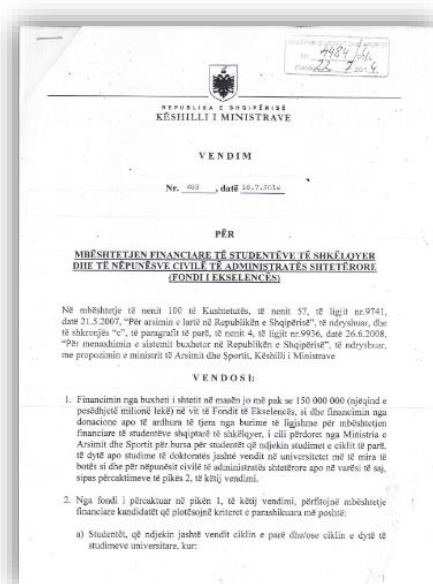 4484
22 7 2014
REPUBLIKA E SHQIPËRISË
KËSHILLI I MINISTRAVE
VENDIM
Nr. , datë 16.7.2014
PËR
MBËSHTETJEN FINANCIARE TË STUDENTËVE TË SHKËLQYER
DHE TË NËPUNËSVE CIVILË TË ADMINISTRATËS SHTETËRORE
(FONDI I EKSELENCËS)
Në mbështetje të nenit 100 të Kushtetutës, të nenit 57, të ligjit nr.9741,
datë 21.5.2007, “Për arsimin e lartë në Republikën e Shqipërisë”, të ndryshuar, dhe
të shkronjës “c”, të paragrafit të parë, të nenit 4, të ligjit nr.9936, date 26.6.2008,
“Për menaxhimin e sistemit buxhetor në Republikën e Shqipërisë”, të ndryshuar,
me propozimin e ministrit të Arsimit dhe Sportit, Këshilli i Ministrave
VENDOSI:
1. Financimin nga buxheti i shtetit në masën jo më pak se 150 000 000 (njëqind e
pesëdhjetë milionë lekë) në vit të Fondit të Ekselencës, si dhe financimin nga
donacione apo të ardhura të tjera nga burime të ligjshme për mbështetjen
financiare të studentëve shqiptarë të shkëlqyer, i cili përdoret nga Ministria e
Arsimit dhe Sportit për bursa për studentët që ndjekin studimet e ciklit të parë,
të dytë apo studime të doktoratës jashtë vendit në universitetet më të mira të
botës si dhe për nëpunësit civilë të administratës shtetërore apo në varësi të saj,
sipas përcaktimeve të pikës 2, të këtij vendimi.
2. Nga fondi i përcaktuar në pikën 1, të këtij vendimi, përfitojnë mbështetje
financiare kandidatët që plotësojnë kriteret e parashikuara më poshtë:
a) Studentët, që ndjekin jashtë vendit ciklin e parë dhe/ose ciklin e dytë të
studimeve universitare, kur: